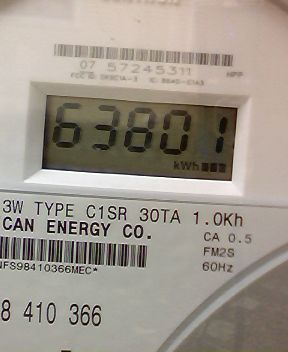 07 57245311 HPP
63801
kWh
3W TYPE C1SR 30TA 1.0Kh
CAN ENERGY CO.
CA 0.5
FM2S
NFS98410366MEC*
60Hz
8 410 366